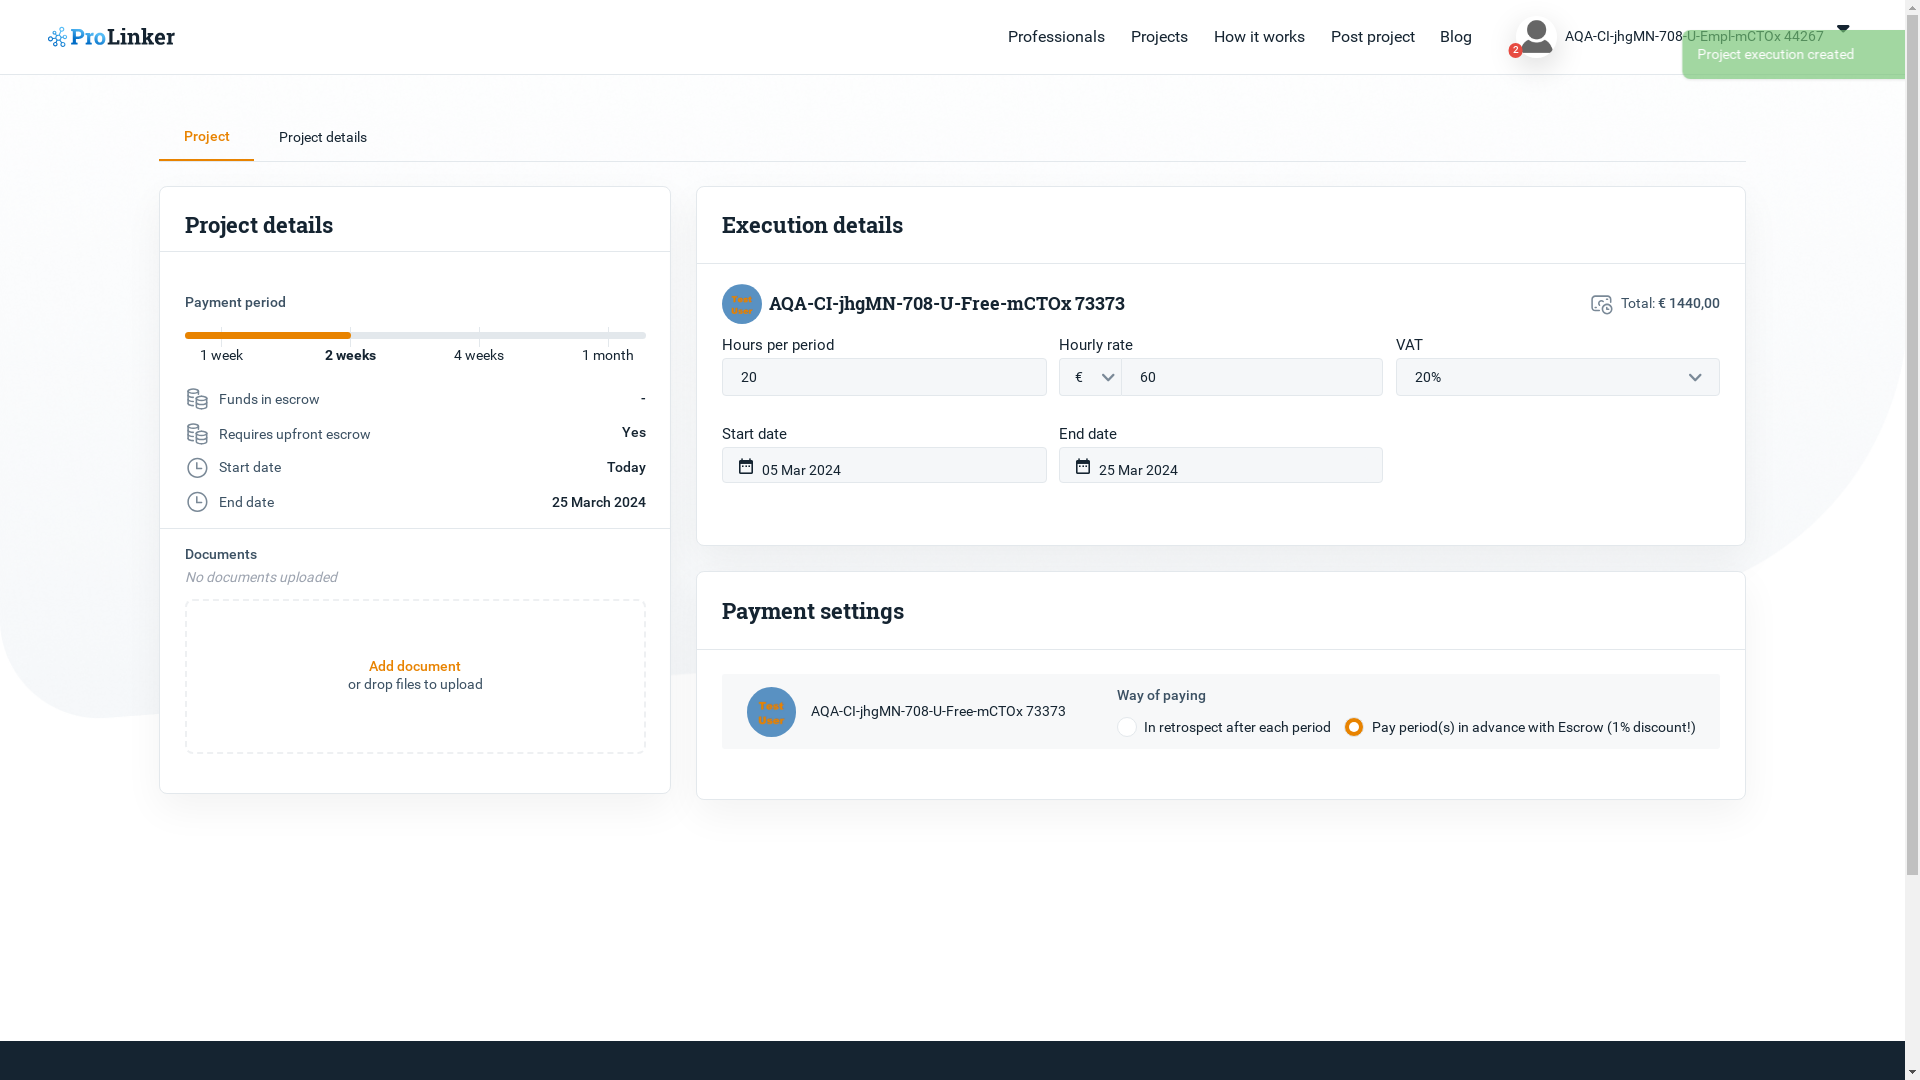 ProLinker
Professionals
Projects
How it works
Post project
Blog
2
AQA-CI-jhgMN-708-U-Empl-mCTOx 44267
Project execution created
Project
Project details
Project details
Payment period
1 week
2 weeks
4 weeks
1 month
Funds in escrow
-
Requires upfront escrow
Yes
Start date
Today
End date
25 March 2024
Documents
No documents uploaded
Add document
or drop files to upload
Execution details
Test
User
AQA-CI-jhgMN-708-U-Free-mCTOx 73373
Total: € 1440,00
Hours per period
Hourly rate
VAT
20
€
60
20%
Start date
End date
05 Mar 2024
25 Mar 2024
Payment settings
Test
User
AQA-CI-jhgMN-708-U-Free-mCTOx 73373
Way of paying
In retrospect after each period
Pay period(s) in advance with Escrow (1% discount!)